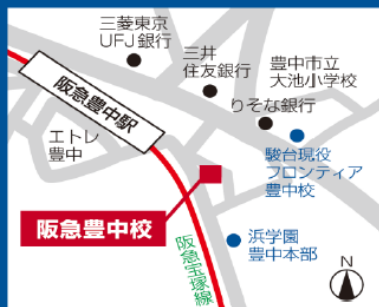 三菱東京
UFJ銀行
三井
住友銀行
豊中市立
大池小学校
りそな銀行
阪急豊中駅
エトレ
豊中
駿台現役
フロンティア
豊中校
阪急豊中校
浜学園
豊中本部
阪急宝塚線
N